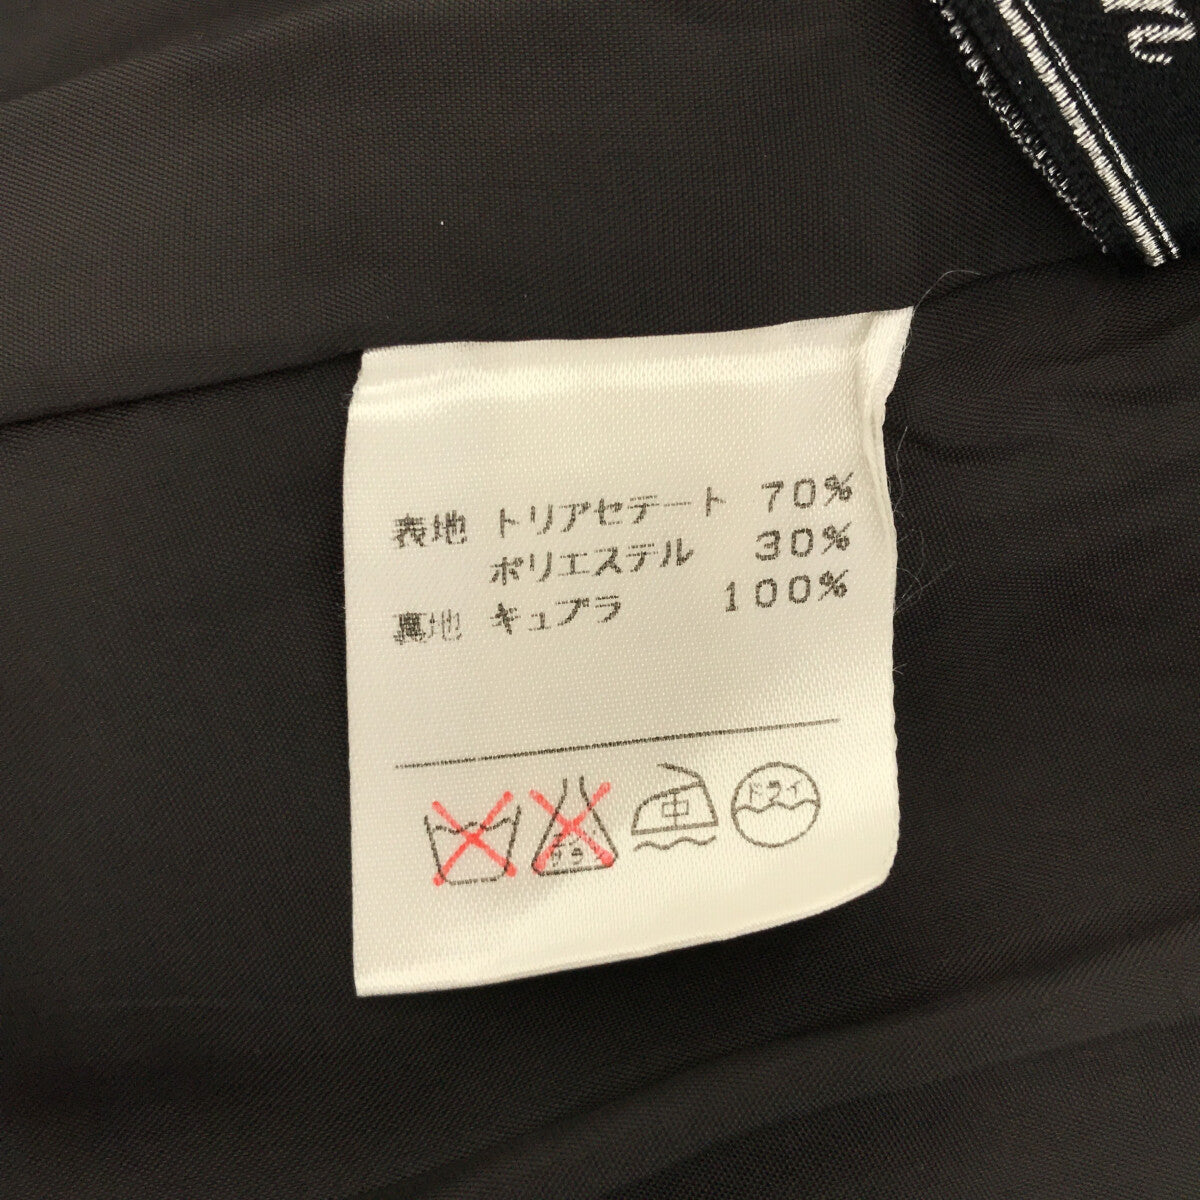 表地 トリアセテート 70%
ポリエステル 30%
裏地 キュプラ 100%
中
ドライ